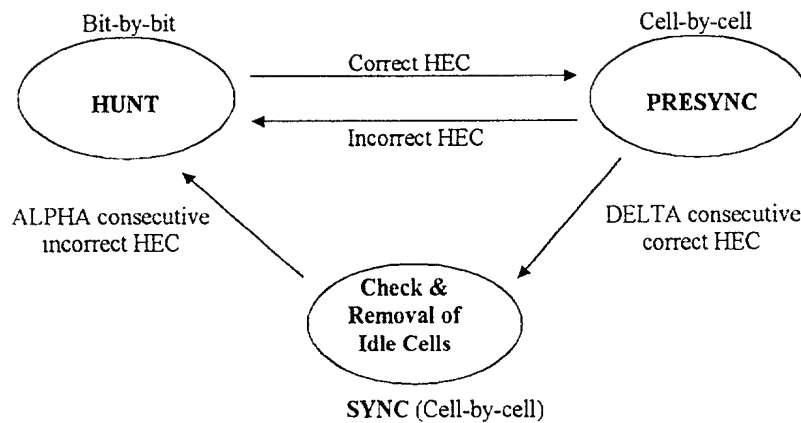 Bit-by-bit
Cell-by-cell
Correct HEC
HUNT
PRESYNC
Incorrect HEC
ALPHA consecutive
incorrect HEC
DELTA consecutive
correct HEC
Check &
Removal of
Idle Cells
SYNC (Cell-by-cell)